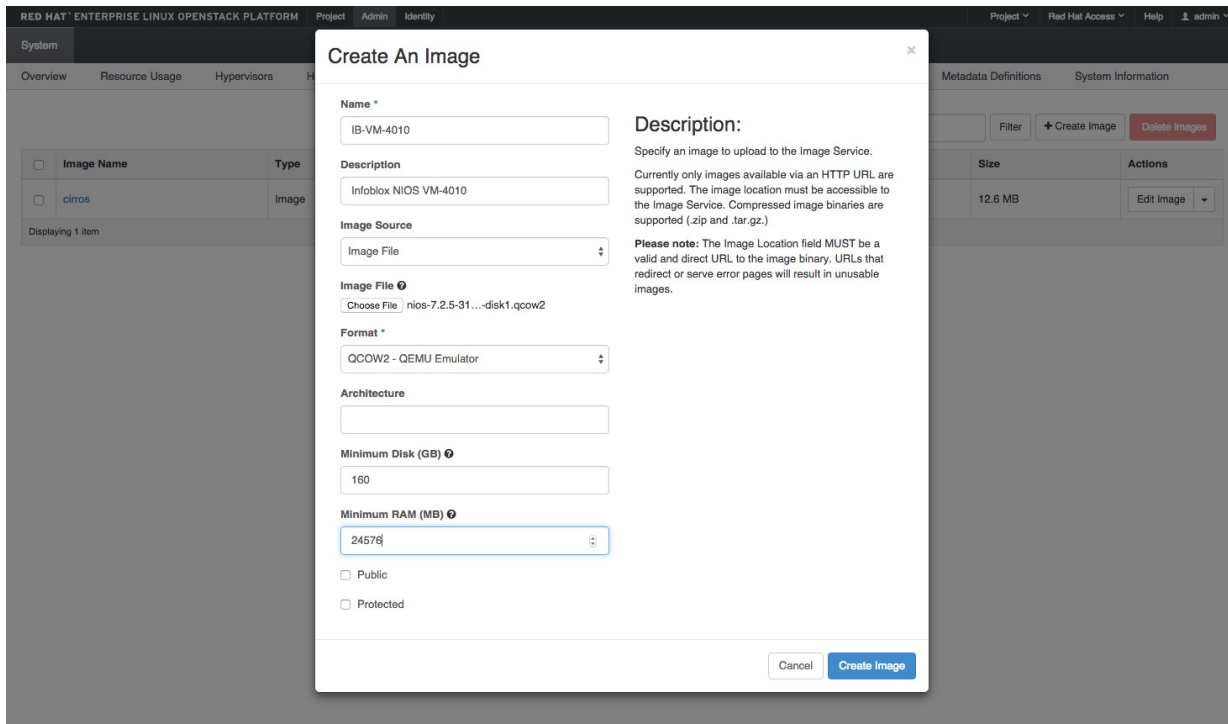 RED HAT® ENTERPRISE LINUX OPENSTACK PLATFORM Project Admin Identity Project Red Hat Access Help admin
System
Overview Resource Usage Hypervisors H Metadata Definitions System Information
Filter + Create Image Delete Images
Image Name Type Size Actions
cirros Image 12.6 MB Edit Image
Displaying 1 item
Create An Image ×
Name *
IB-VM-4010
Description
Infoblox NIOS VM-4010
Image Source
Image File
Image File
Choose File nios-7.2.5-31…-disk1.qcow2
Format *
QCOW2 - QEMU Emulator
Architecture
Minimum Disk (GB)
160
Minimum RAM (MB)
24576
Public
Protected
Description:
Specify an image to upload to the Image Service.
Currently only images available via an HTTP URL are
supported. The image location must be accessible to
the Image Service. Compressed image binaries are
supported (.zip and .tar.gz.)
Please note: The Image Location field MUST be a
valid and direct URL to the image binary. URLs that
redirect or serve error pages will result in unusable
images.
Cancel Create Image